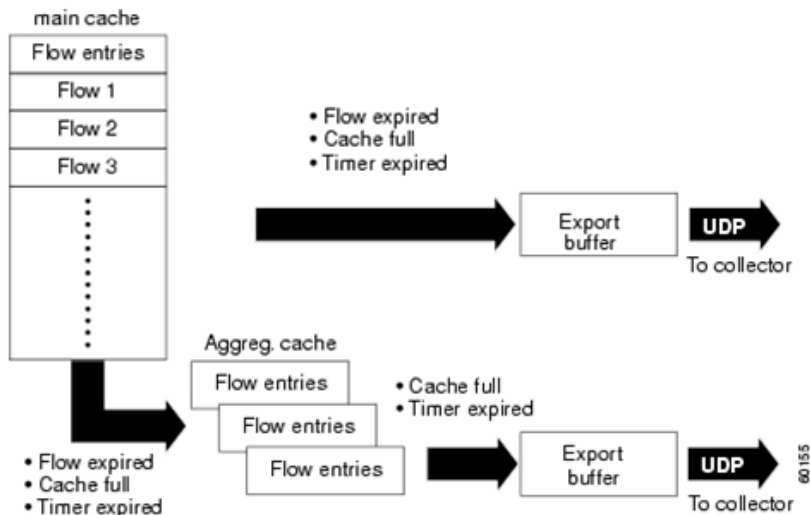 main cache
Flow entries
Flow 1
Flow 2
Flow 3
• Flow expired
• Cache full
• Timer expired
Export
buffer
UDP
To collector
Aggreg. cache
Flow entries
Flow entries
Flow entries
• Cache full
• Timer expired
• Flow expired
• Cache full
• Timer expired
Export
buffer
UDP
To collector
60155